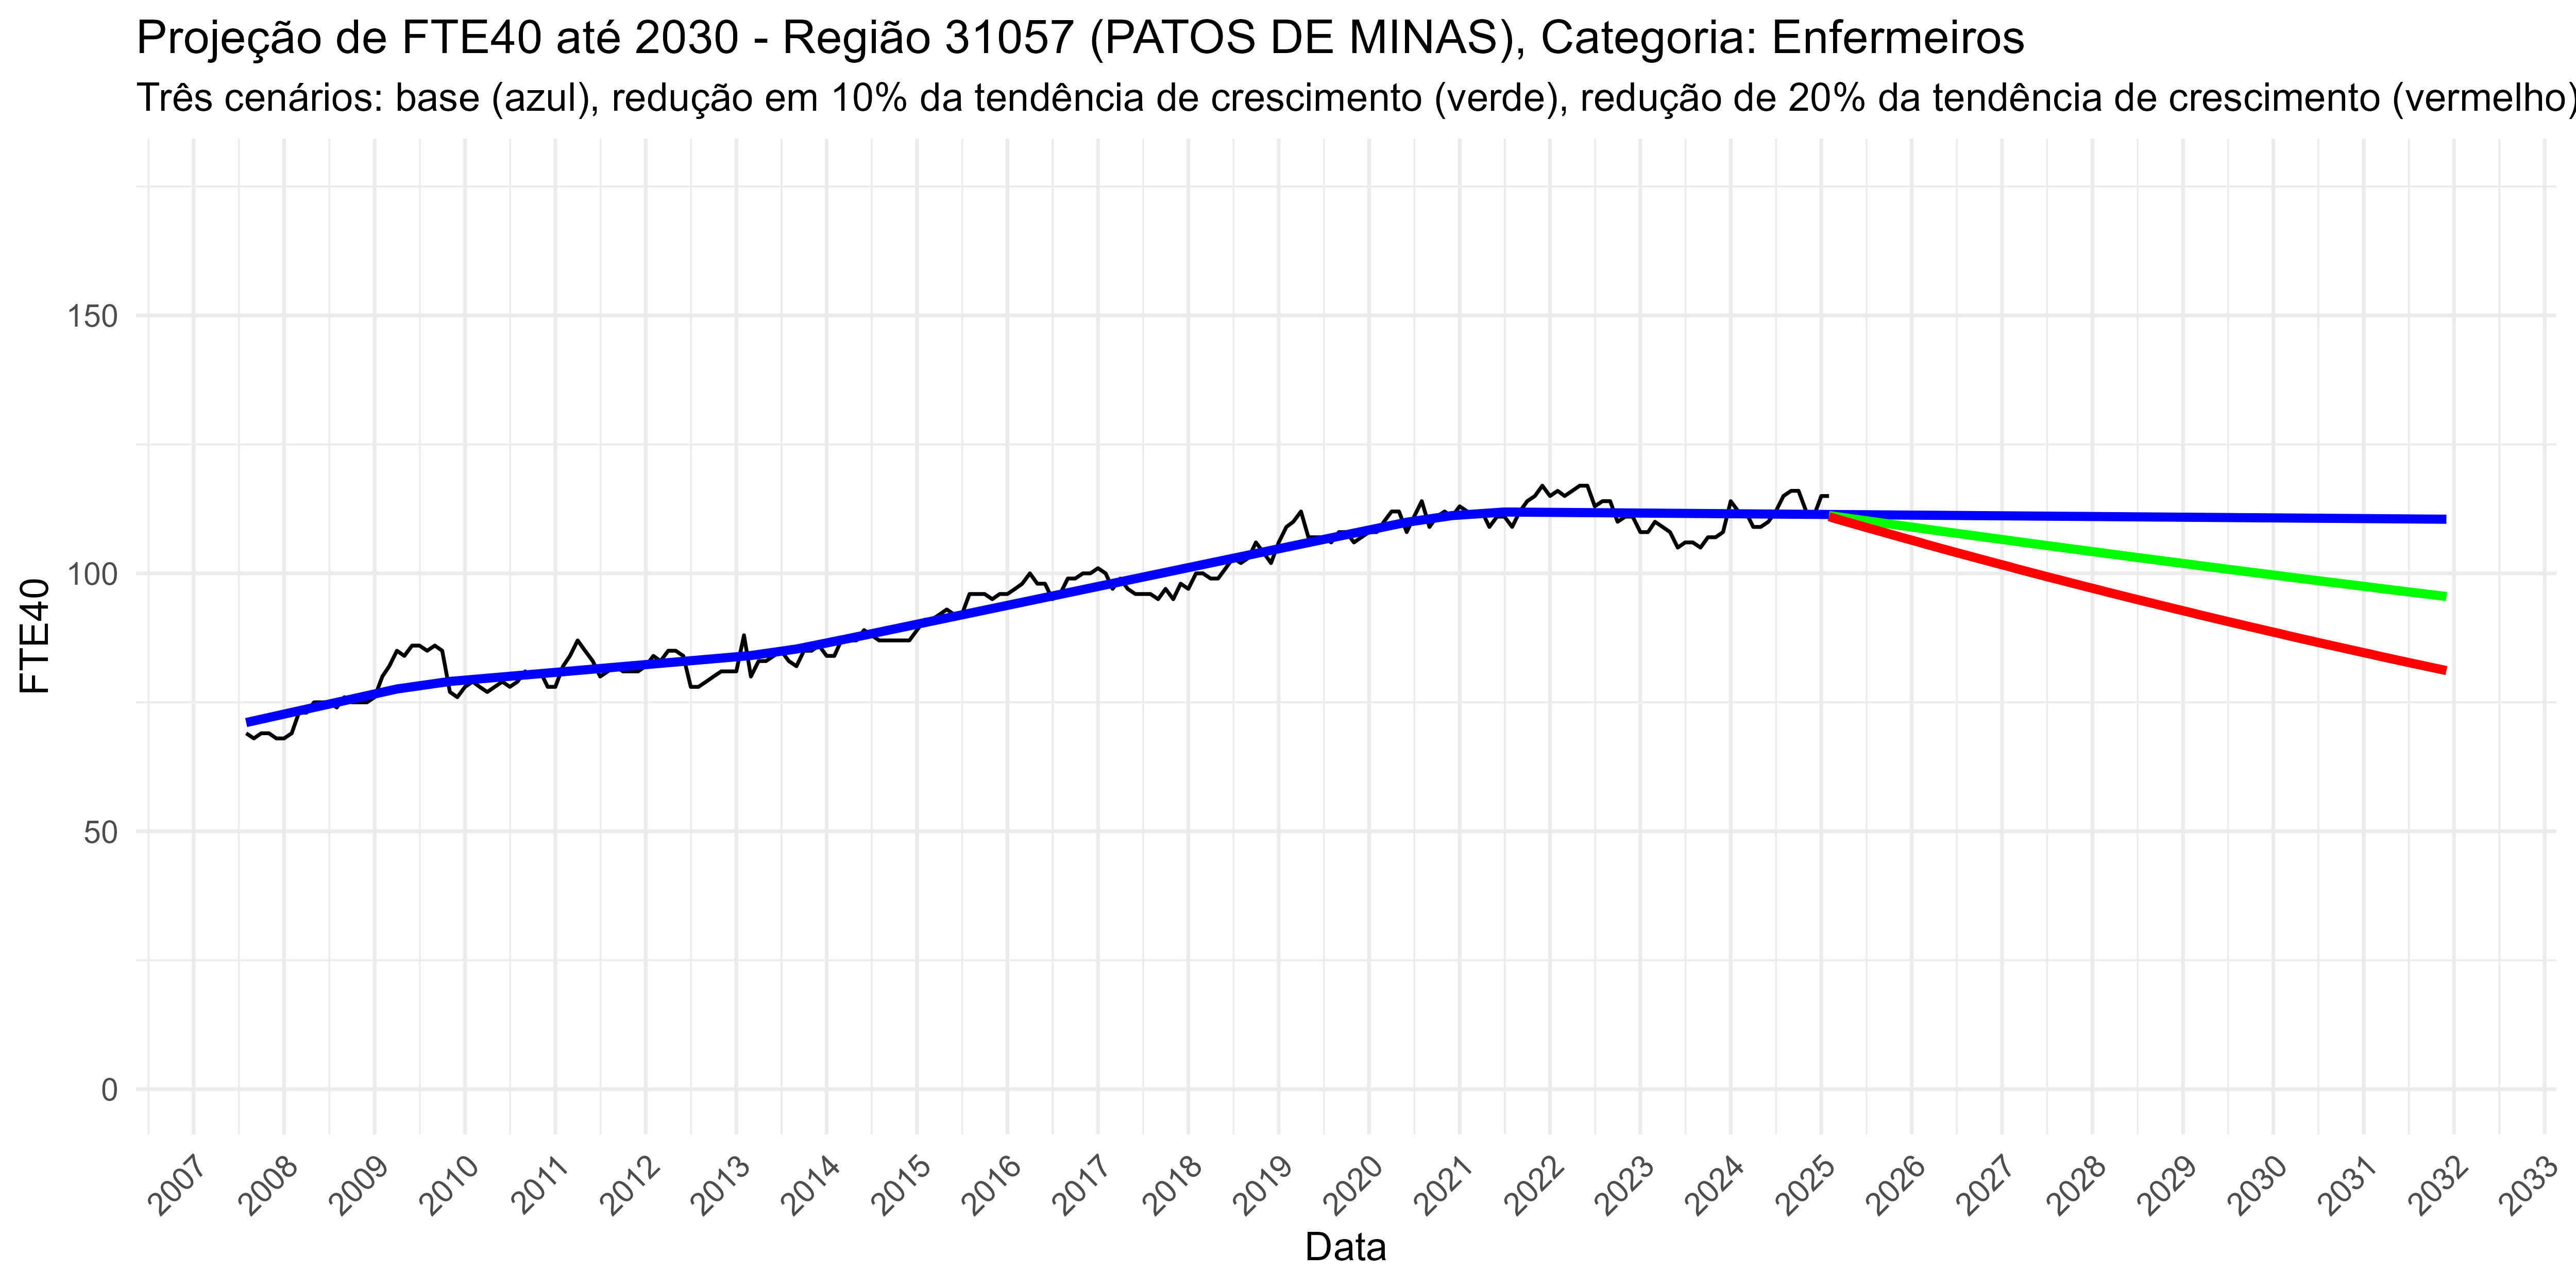 Projeção de FTE40 até 2030 - Região 31057 (PATOS DE MINAS), Categoria: Enfermeiros
Três cenários: base (azul), redução em 10% da tendência de crescimento (verde), redução de 20% da tendência de crescimento (vermelho)
FTE40
150
100
50
0
2007 2008 2009 2010 2011 2012 2013 2014 2015 2016 2017 2018 2019 2020 2021 2022 2023 2024 2025 2026 2027 2028 2029 2030 2031 2032 2033
Data